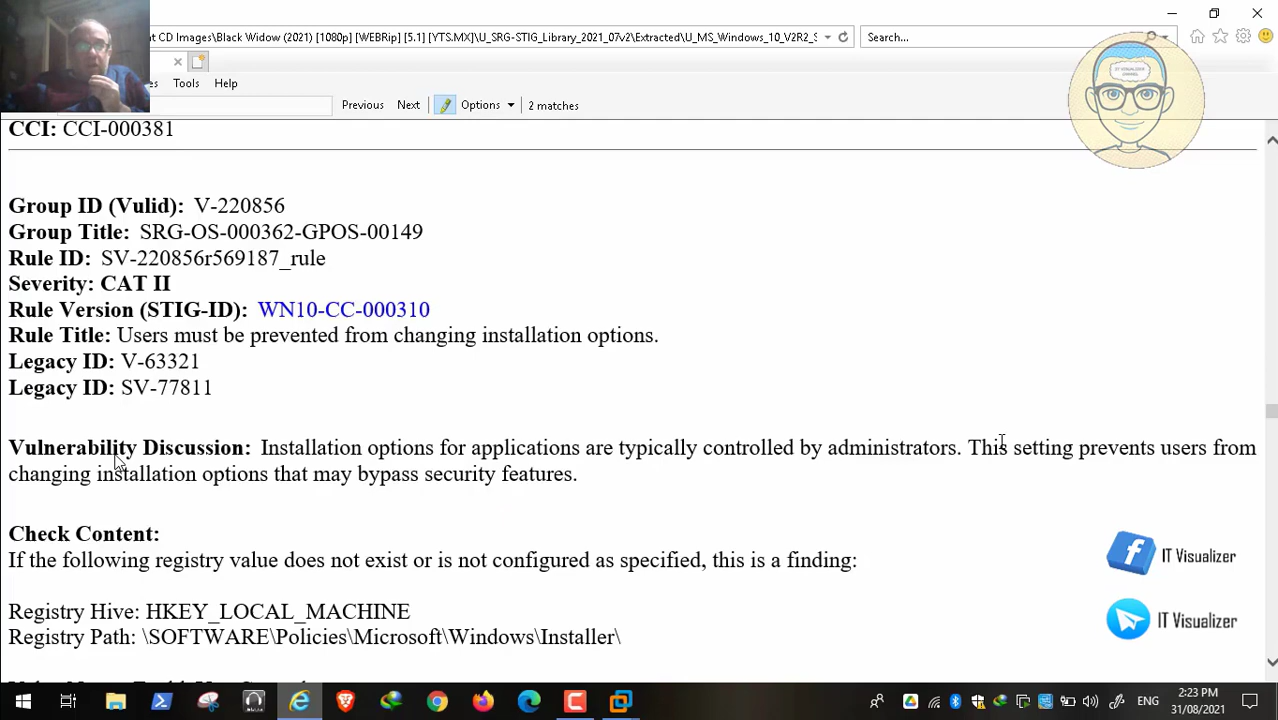 nt CD Images\Black Widow (2021) [1080p] [WEBRip] [5.1] [YTS.MX]\U_SRG-STIG_Library_2021_07v2\Extracted\U_MS_Windows_10_V2R2_S
Search...
es Tools Help
Previous Next Options 2 matches
IT VISUALIZER
CHANNEL
CCI: CCI-000381
Group ID (Vulid): V-220856
Group Title: SRG-OS-000362-GPOS-00149
Rule ID: SV-220856r569187_rule
Severity: CAT II
Rule Version (STIG-ID): WN10-CC-000310
Rule Title: Users must be prevented from changing installation options.
Legacy ID: V-63321
Legacy ID: SV-77811
Vulnerability Discussion: Installation options for applications are typically controlled by administrators. This setting prevents users from
changing installation options that may bypass security features.
Check Content:
If the following registry value does not exist or is not configured as specified, this is a finding:
IT Visualizer
Registry Hive: HKEY_LOCAL_MACHINE
Registry Path: \SOFTWARE\Policies\Microsoft\Windows\Installer\
IT Visualizer
ENG
2:23 PM
31/08/2021